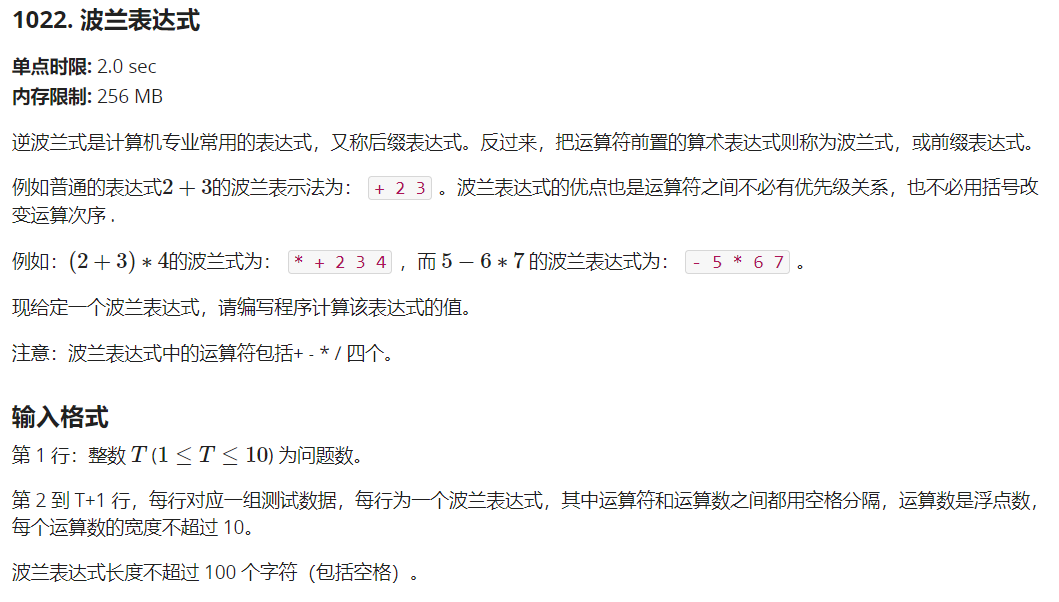 1022. 波兰表达式
单点时限: 2.0 sec
内存限制: 256 MB
逆波兰式是计算机专业常用的表达式，又称后缀表达式。反过来，把运算符前置的算术表达式则称为波兰式，或前缀表达式。
例如普通的表达式2 + 3的波兰表示法为： + 2 3 。波兰表达式的优点也是运算符之间不必有优先级关系，也不必用括号改
变运算次序 .
例如：(2 + 3) ∗ 4的波兰式为： * + 2 3 4 ，而 5 − 6 ∗ 7 的波兰表达式为： - 5 * 6 7 。
现给定一个波兰表达式，请编写程序计算该表达式的值。
注意：波兰表达式中的运算符包括+ - * / 四个。
输入格式
第 1 行：整数 T (1 ≤ T ≤ 10) 为问题数。
第 2 到 T+1 行，每行对应一组测试数据，每行为一个波兰表达式，其中运算符和运算数之间都用空格分隔，运算数是浮点数，
每个运算数的宽度不超过 10。
波兰表达式长度不超过 100 个字符（包括空格）。